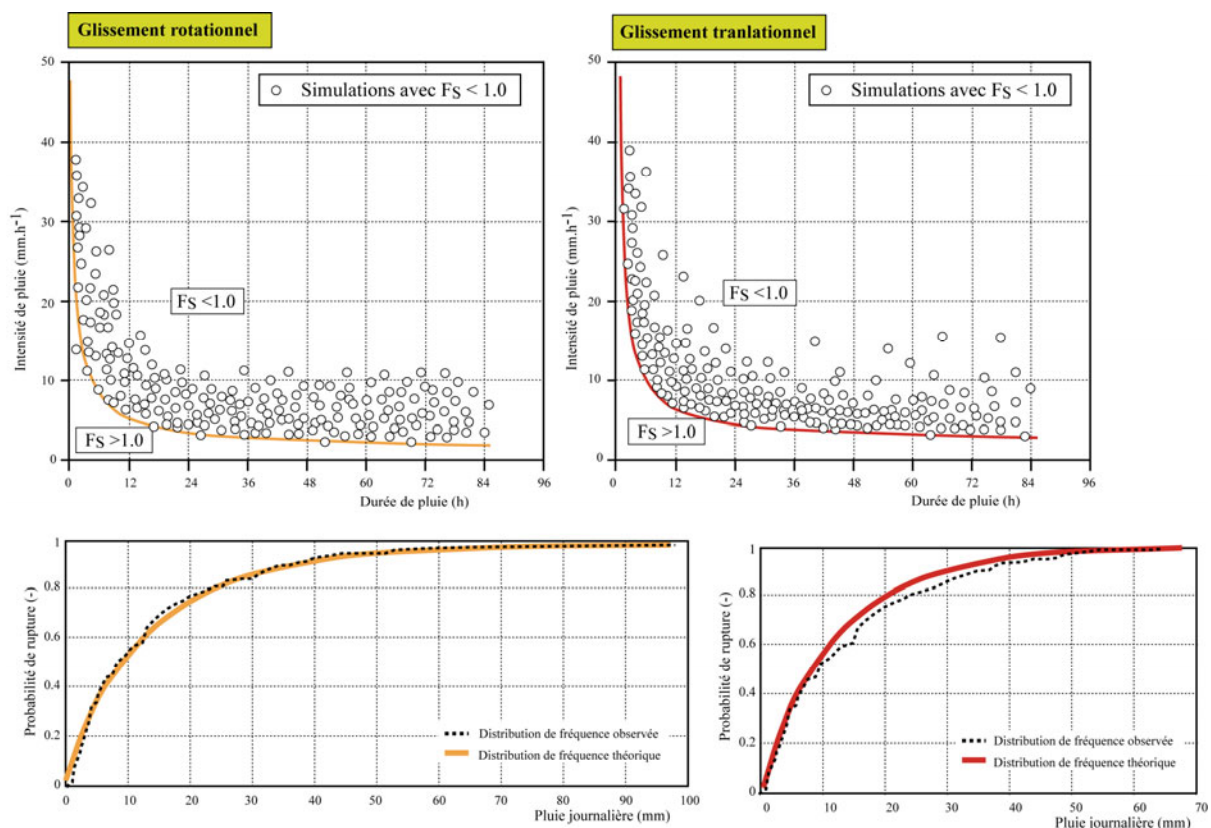 Glissement rotationnel
Glissement tranlationnel
50
40
30
20
10
0
Intensité de pluie (mm.h⁻¹)
Simulations avec FS < 1.0
FS <1.0
FS >1.0
0 12 24 36 48 60 72 84 96
Durée de pluie (h)
50
40
30
20
10
0
Intensité de pluie (mm.h⁻¹)
Simulations avec FS < 1.0
FS <1.0
FS >1.0
0 12 24 36 48 60 72 84 96
Durée de pluie (h)
1
0.8
0.6
0.4
0.2
0
Probabilité de rupture (-)
Distribution de fréquence observée
Distribution de fréquence théorique
0 10 20 30 40 50 60 70 80 90 100
Pluie journalière (mm)
1
0.8
0.6
0.4
0.2
0
Probabilité de rupture (-)
Distribution de fréquence observée
Distribution de fréquence théorique
0 10 20 30 40 50 60 70
Pluie journalière (mm)